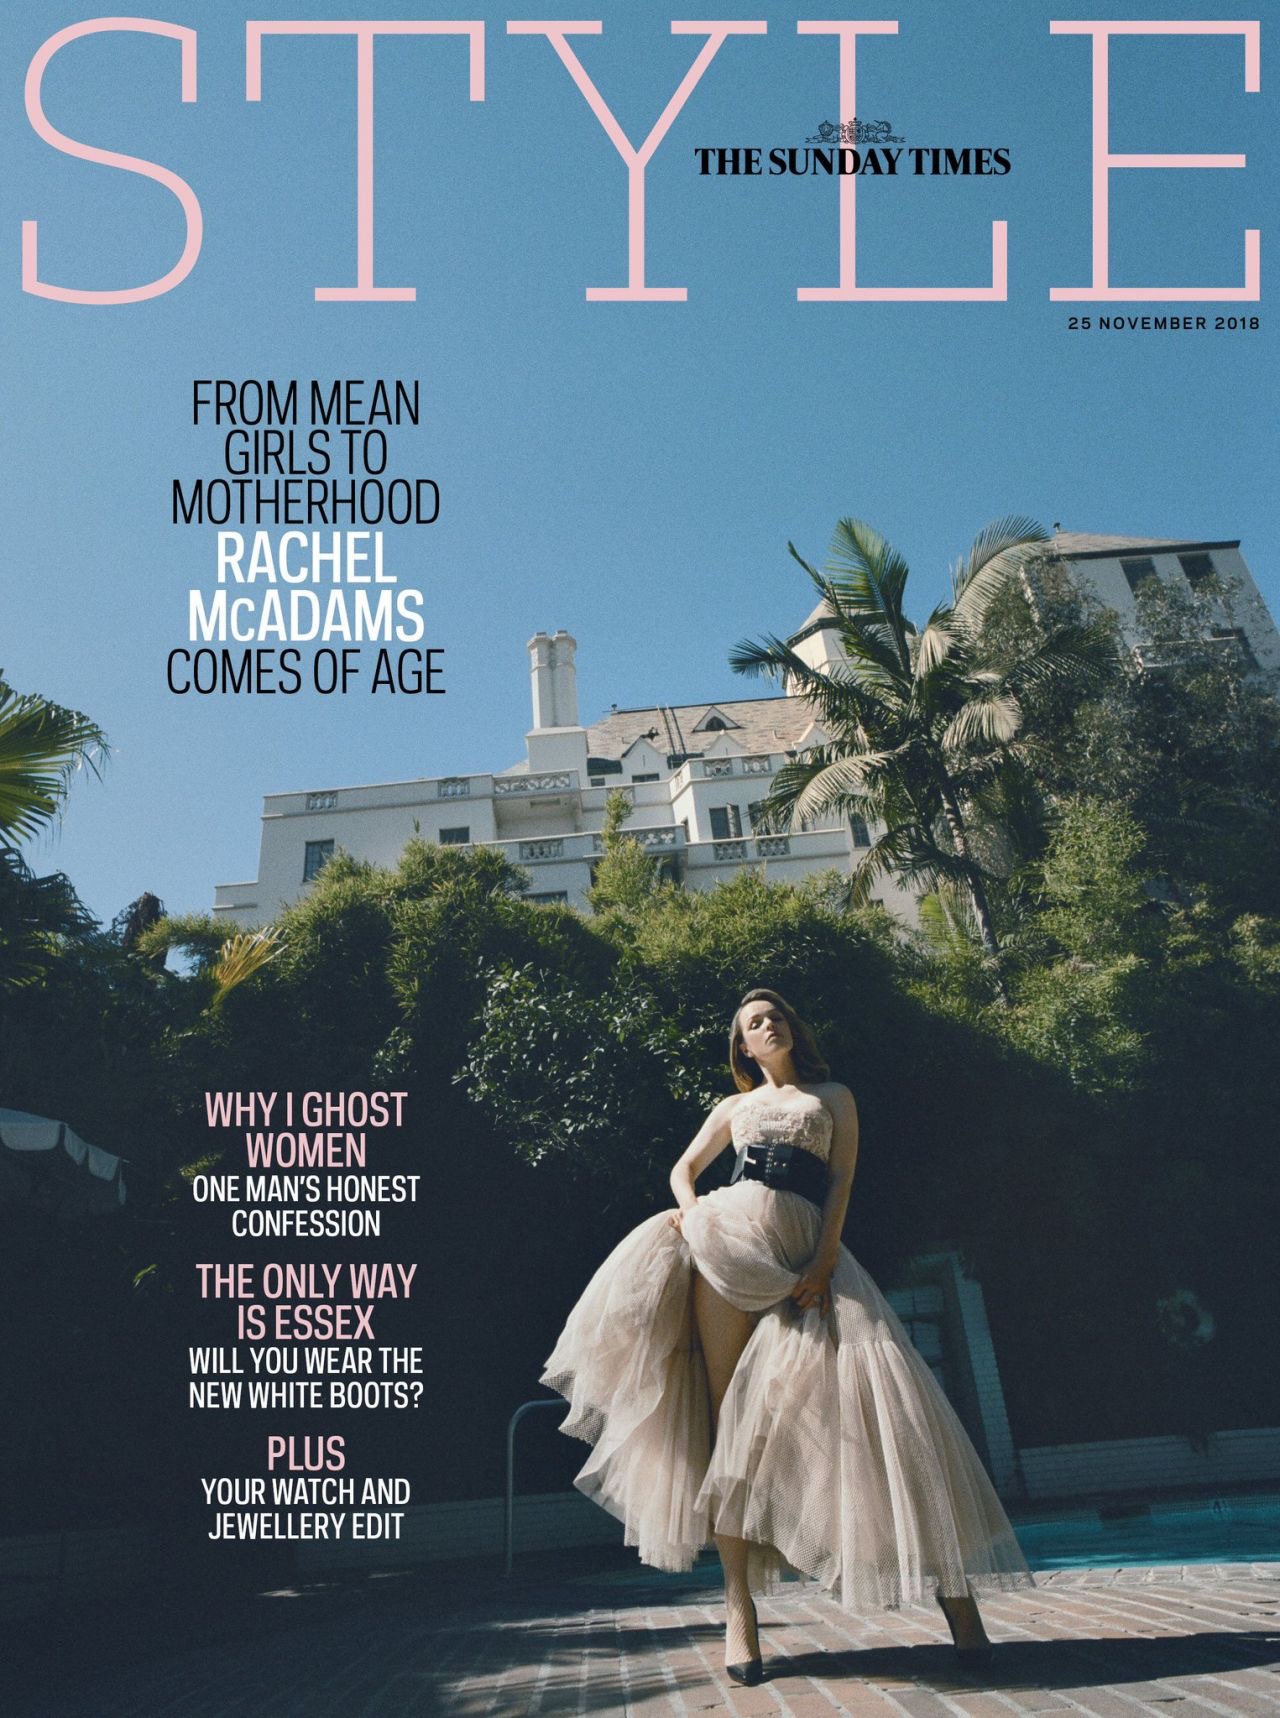 STYLE
THE SUNDAY TIMES
25 NOVEMBER 2018
FROM MEAN
GIRLS TO
MOTHERHOOD
RACHEL
McADAMS
COMES OF AGE
WHY I GHOST
WOMEN
ONE MAN'S HONEST
CONFESSION
THE ONLY WAY
IS ESSEX
WILL YOU WEAR THE
NEW WHITE BOOTS?
PLUS
YOUR WATCH AND
JEWELLERY EDIT